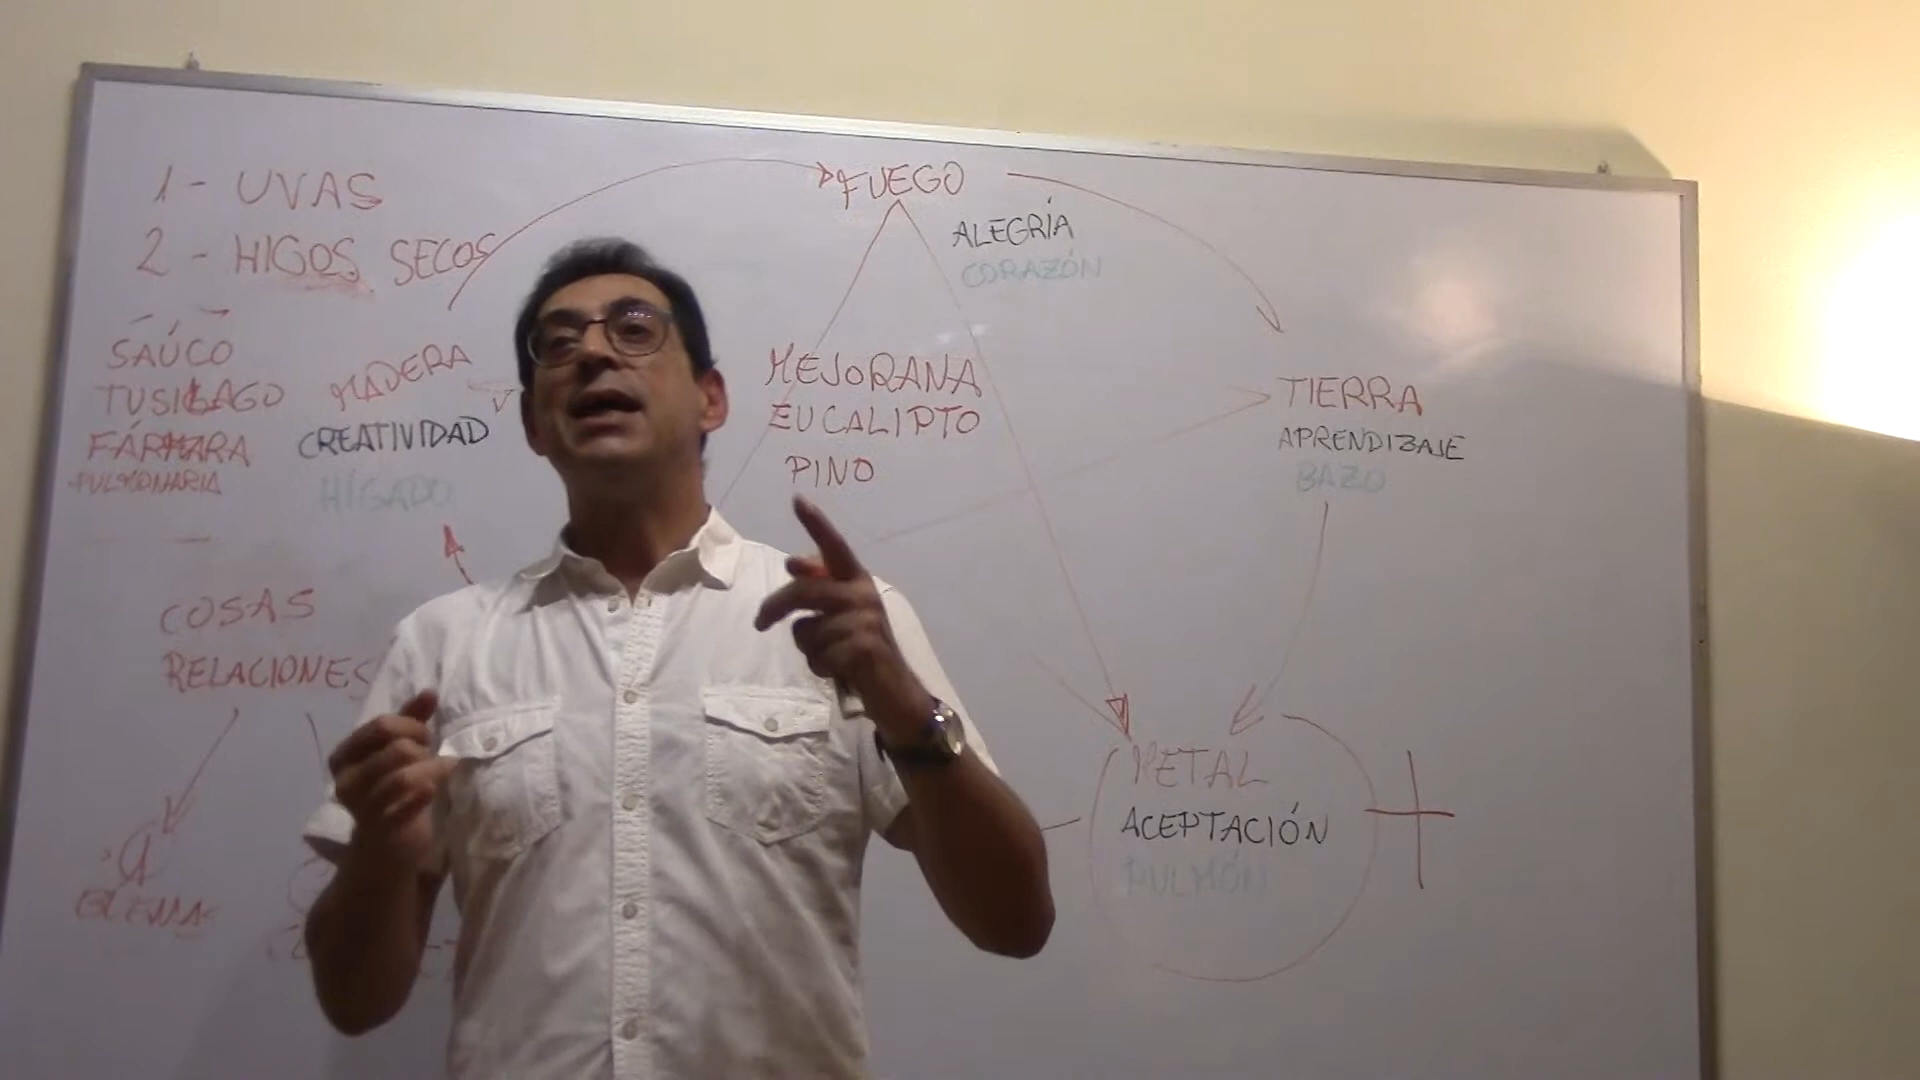 1 - UVAS
2 - HIGOS SECOS
SAÚCO
TUSILAGO
FÁRFARA
PULMONARIA
MADERA
CREATIVIDAD
HÍGADO
COSAS
RELACIONES
FUEGO
ALEGRÍA
CORAZÓN
MEJORANA
EUCALIPTO
PINO
TIERRA
APRENDIZAJE
BAZO
METAL
ACEPTACIÓN
PULMÓN
+